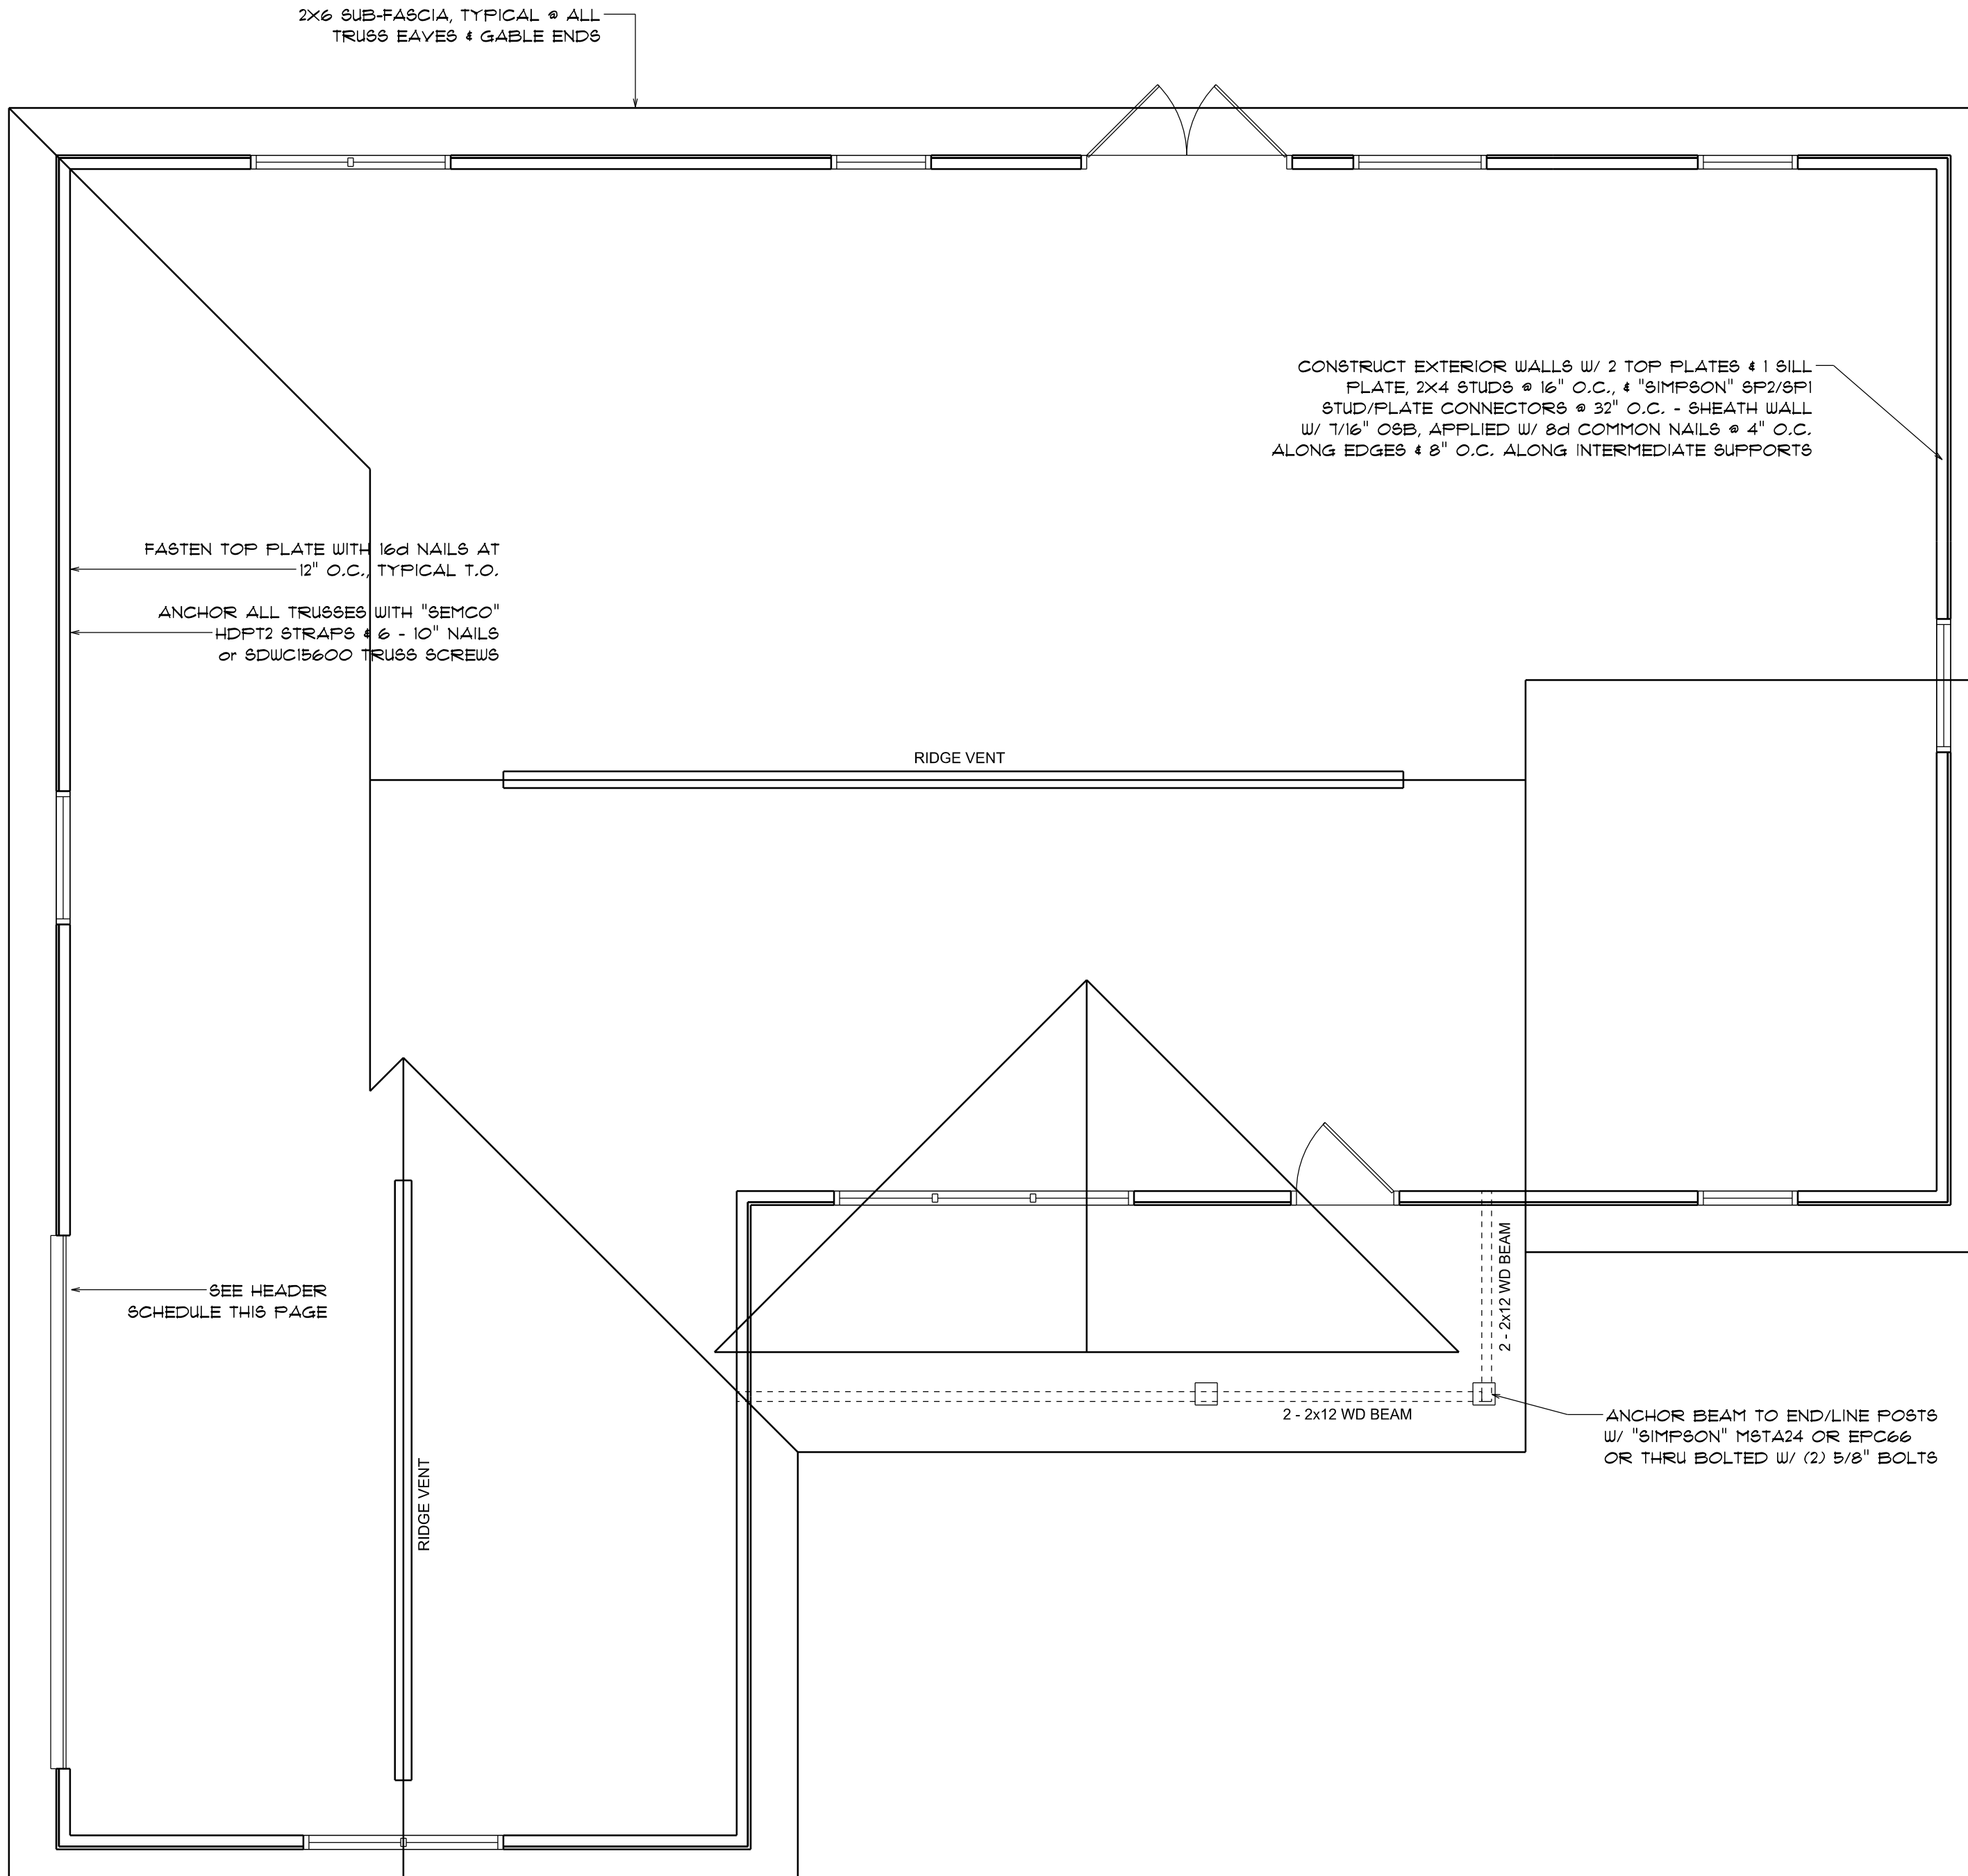 2X6 SUB-FASCIA, TYPICAL @ ALL
TRUSS EAVES & GABLE ENDS
CONSTRUCT EXTERIOR WALLS W/ 2 TOP PLATES & 1 SILL
PLATE, 2X4 STUDS @ 16" O.C., & "SIMPSON" SP2/SP1
STUD/PLATE CONNECTORS @ 32" O.C. - SHEATH WALL
W/ 7/16" OSB, APPLIED W/ 8d COMMON NAILS @ 4" O.C.
ALONG EDGES & 8" O.C. ALONG INTERMEDIATE SUPPORTS
FASTEN TOP PLATE WITH 16d NAILS AT
12" O.C., TYPICAL T.O.
ANCHOR ALL TRUSSES WITH "SEMCO"
HDPT2 STRAPS & 6 - 10" NAILS
or SDWC15600 TRUSS SCREWS
RIDGE VENT
2 - 2x12 WD BEAM
SEE HEADER
SCHEDULE THIS PAGE
2 - 2x12 WD BEAM
ANCHOR BEAM TO END/LINE POSTS
W/ "SIMPSON" MSTA24 OR EPC66
OR THRU BOLTED W/ (2) 5/8" BOLTS
RIDGE VENT